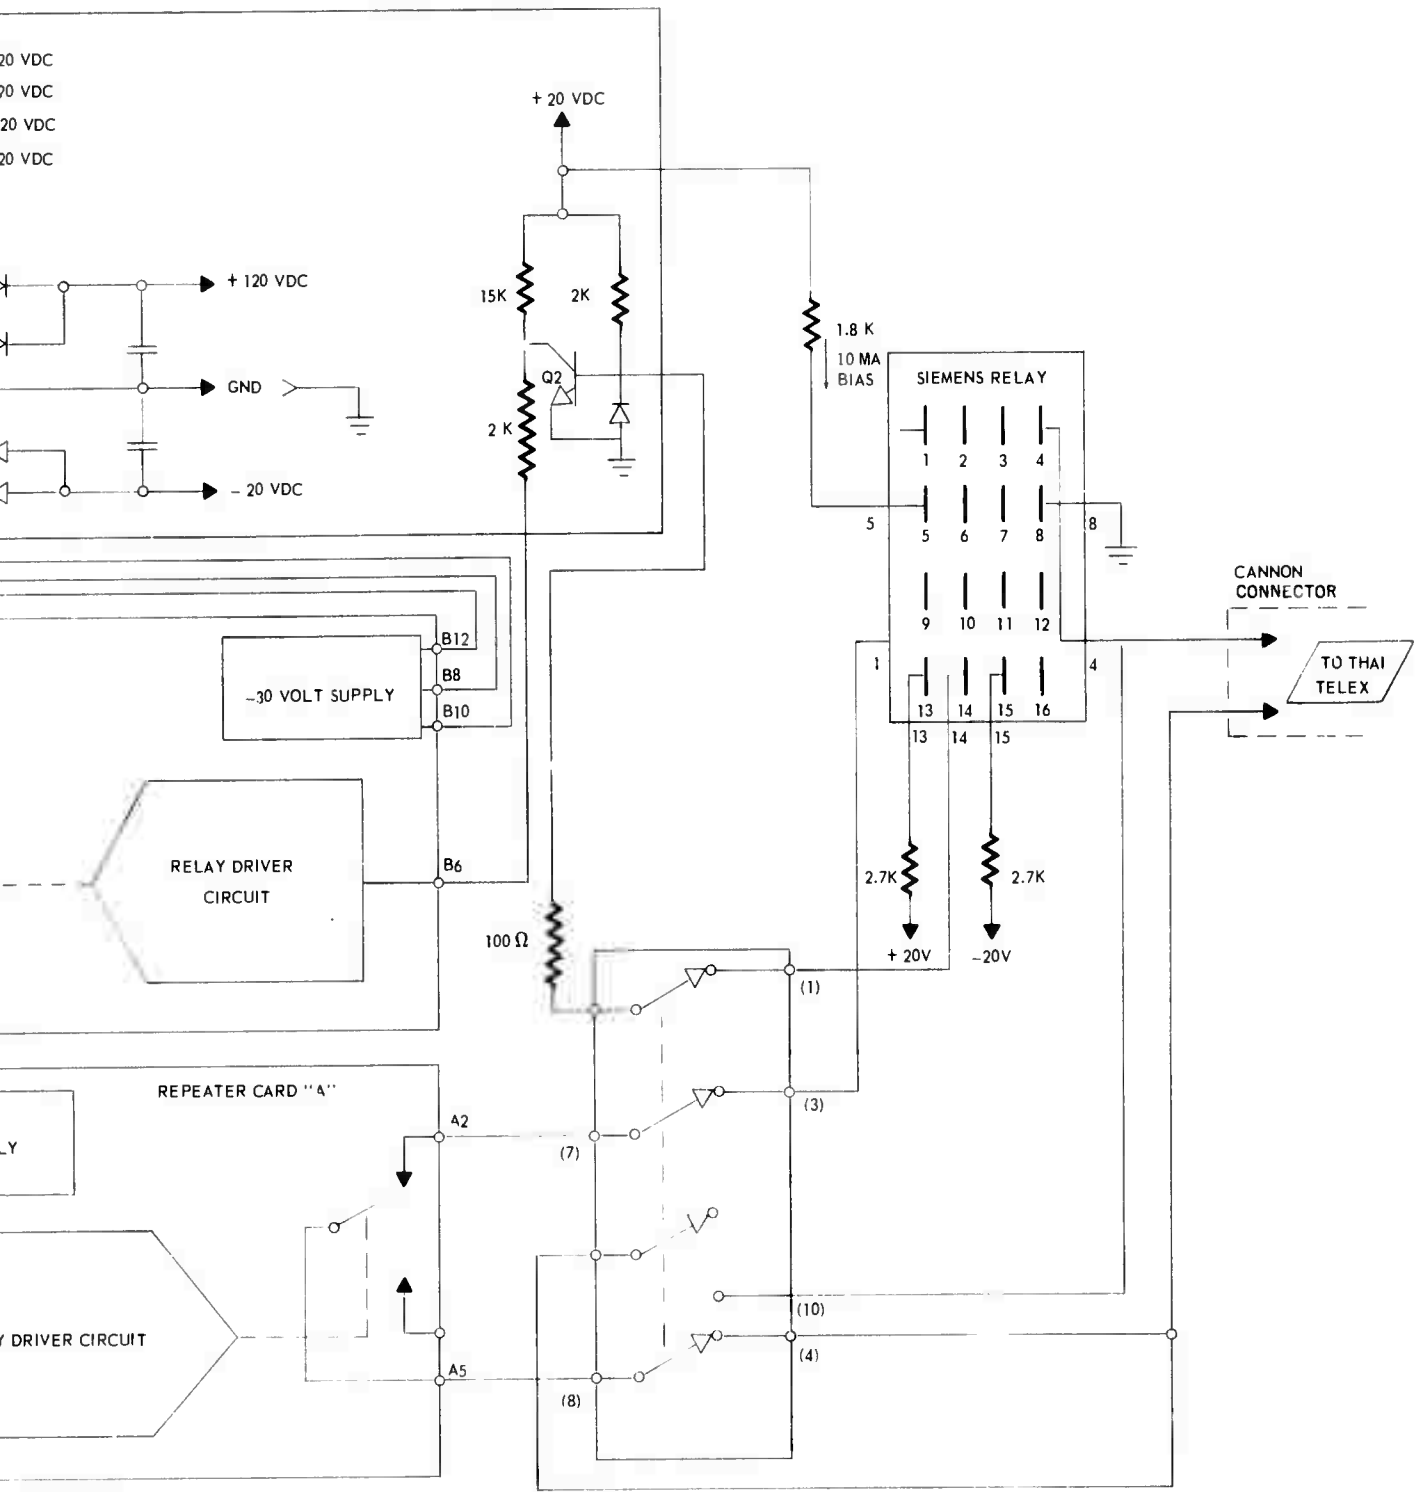 20 VDC
20 VDC
20 VDC
+ 20 VDC
+ 120 VDC
15K
2K
1.8 K
10 MA
BIAS
GND
Q2
SIEMENS RELAY
2 K
1 2 3 4
- 20 VDC
5
5 6 7 8
8
CANNON
CONNECTOR
9 10 11 12
B12
1
4
TO THAI
TELEX
B8
-30 VOLT SUPPLY
B10
13 14 15 16
13 14 15
RELAY DRIVER
CIRCUIT
B6
2.7K
2.7K
100 Ω
+ 20V
-20V
(1)
REPEATER CARD "A"
(3)
A2
LY
(7)
(10)
Y DRIVER CIRCUIT
(4)
A5
(8)